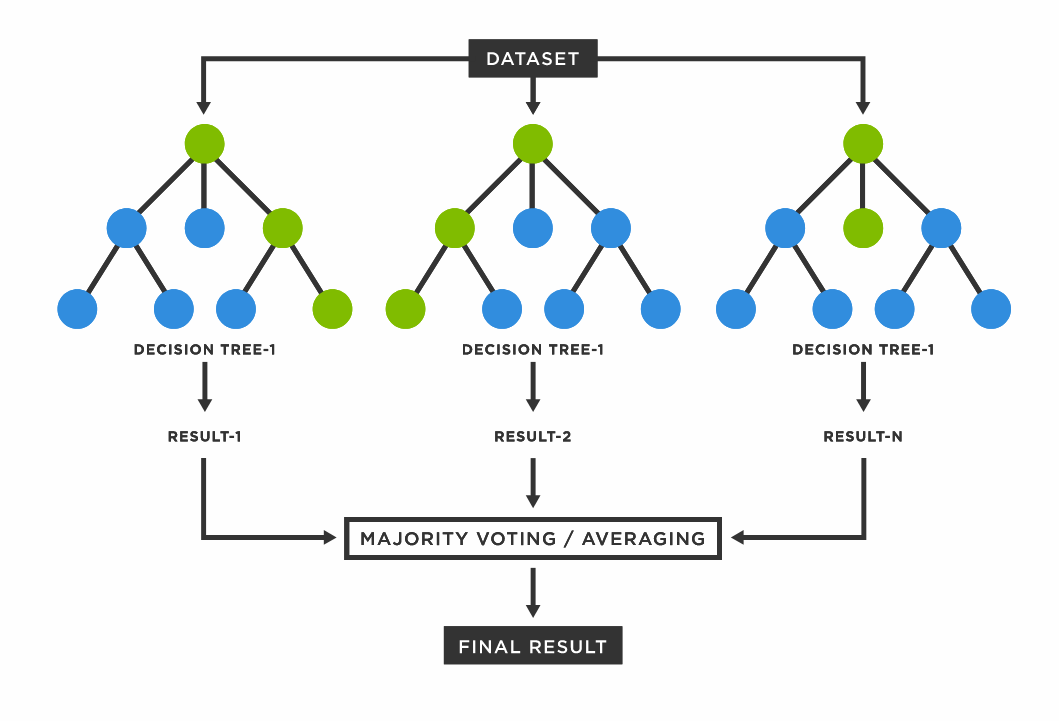 DATASET
DECISION TREE-1
DECISION TREE-1
DECISION TREE-1
RESULT-1
RESULT-2
RESULT-N
MAJORITY VOTING / AVERAGING
FINAL RESULT